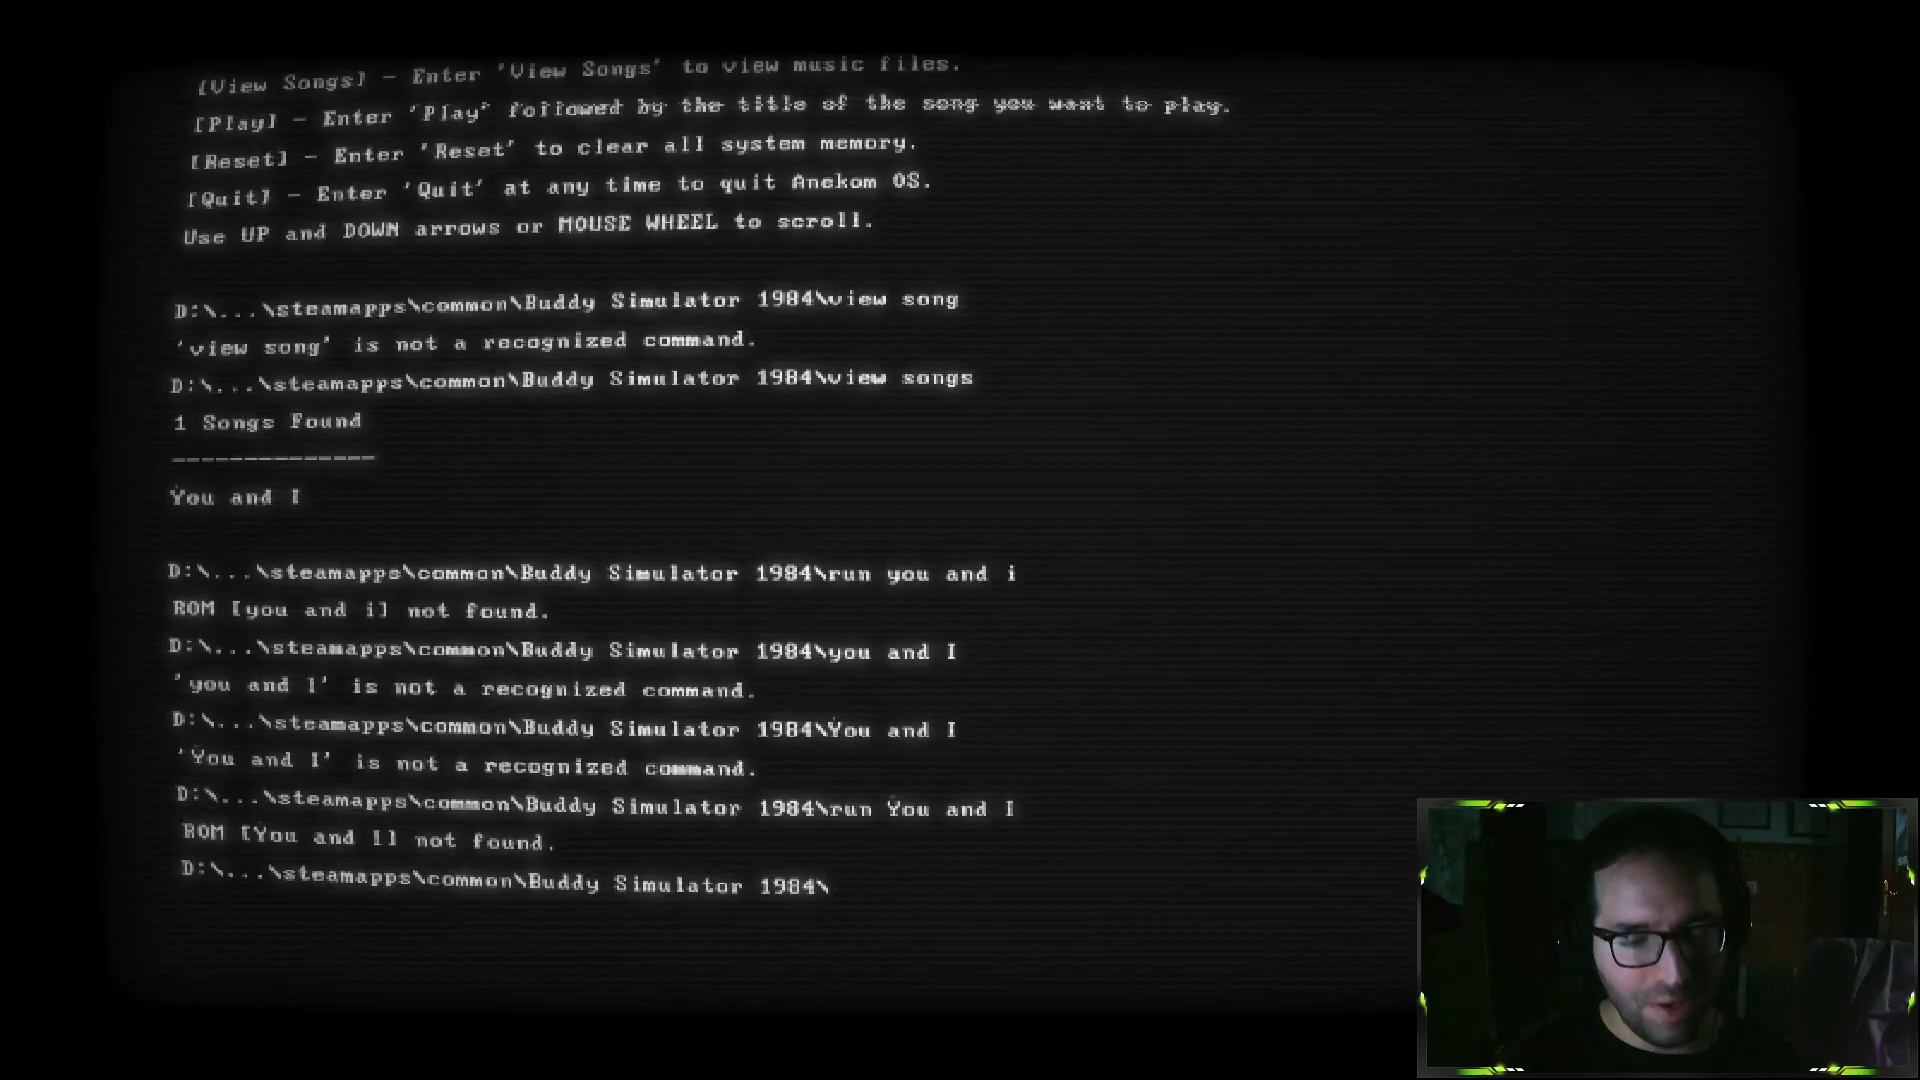 [View Songs] - Enter 'View Songs' to view music files.
[Play] - Enter 'Play' followed by the title of the song you want to play.
[Reset] - Enter 'Reset' to clear all system memory.
[Quit] - Enter 'Quit' at any time to quit Anekom OS.
Use UP and DOWN arrows or MOUSE WHEEL to scroll.
D:\...\steamapps\common\Buddy Simulator 1984\view song
'view song' is not a recognized command.
D:\...\steamapps\common\Buddy Simulator 1984\view songs
1 Songs Found
--------------
You and I
D:\...\steamapps\common\Buddy Simulator 1984\run you and i
ROM [you and i] not found.
D:\...\steamapps\common\Buddy Simulator 1984\you and I
'you and I' is not a recognized command.
D:\...\steamapps\common\Buddy Simulator 1984\You and I
'You and I' is not a recognized command.
D:\...\steamapps\common\Buddy Simulator 1984\run You and I
ROM [You and I] not found.
D:\...\steamapps\common\Buddy Simulator 1984\